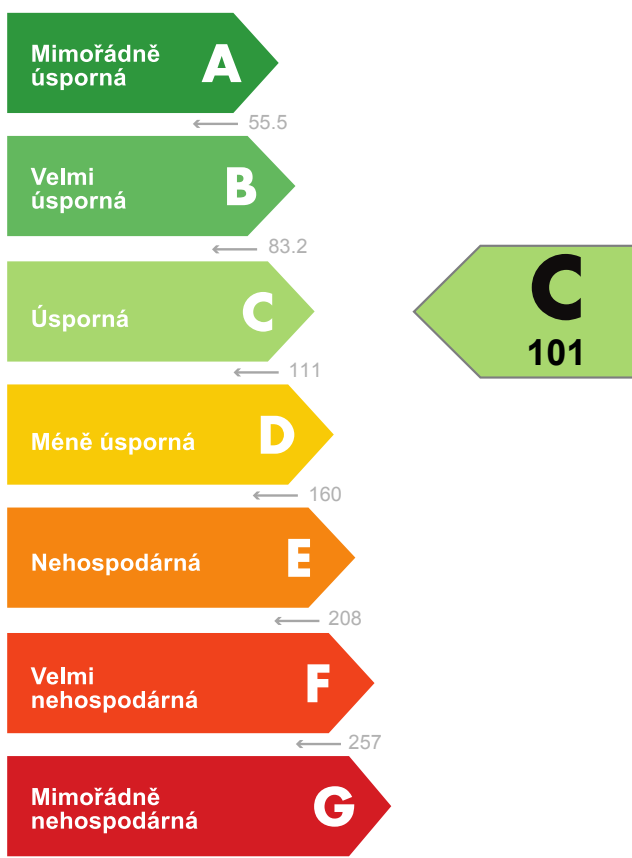 Mimořádně
úsporná
A
55.5
Velmi
úsporná
B
83.2
Úsporná
C
111
C
101
Méně úsporná
D
160
Nehospodárná
E
208
Velmi
nehospodárná
F
257
Mimořádně
nehospodárná
G